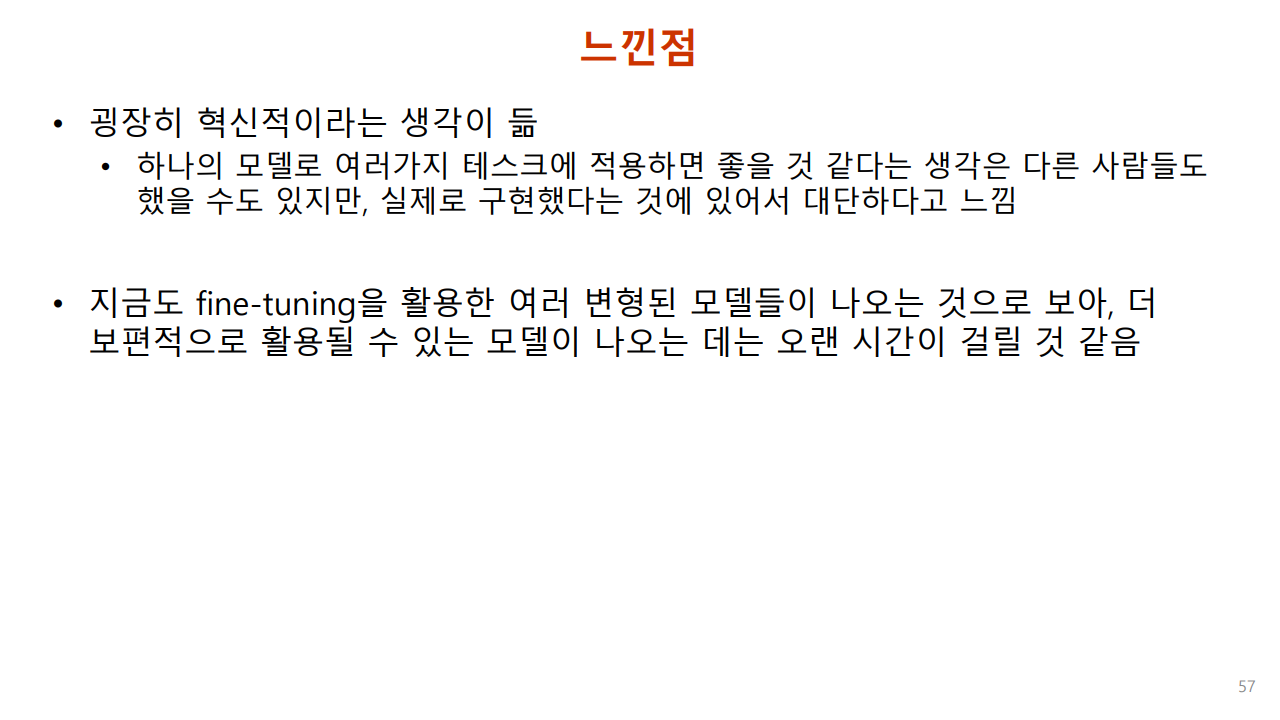 느낀점
• 굉장히 혁신적이라는 생각이 듦
• 하나의 모델로 여러가지 테스크에 적용하면 좋을 것 같다는 생각은 다른 사람들도
했을 수도 있지만, 실제로 구현했다는 것에 있어서 대단하다고 느낌
• 지금도 fine-tuning을 활용한 여러 변형된 모델들이 나오는 것으로 보아, 더
보편적으로 활용될 수 있는 모델이 나오는 데는 오랜 시간이 걸릴 것 같음
57